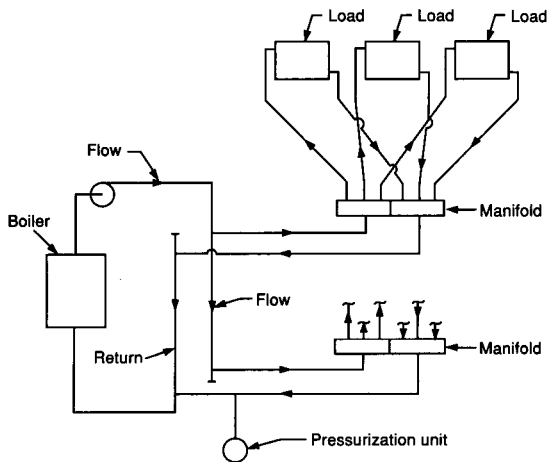 Load
Load
Load
Flow
Boiler
Manifold
Flow
Return
Manifold
Pressurization unit